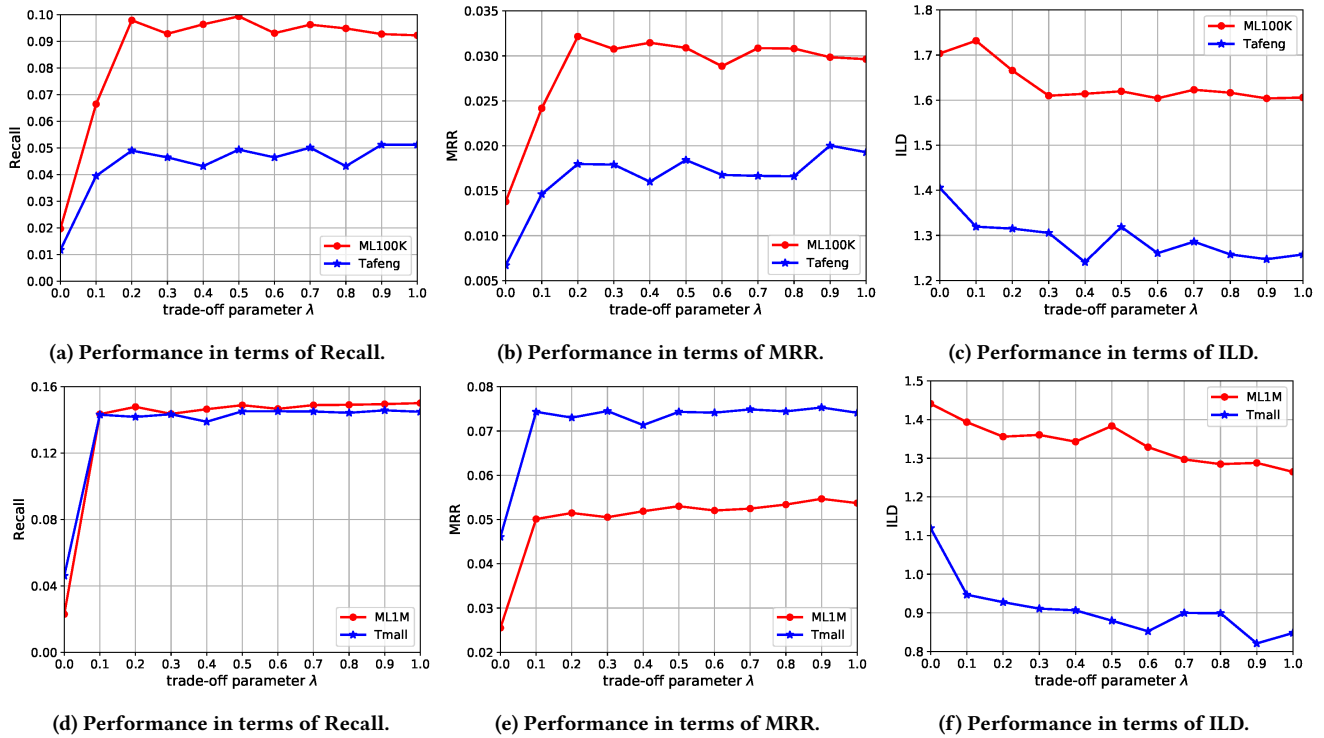 0.10
0.09
0.08
0.07
0.06
0.05
0.04
0.03
0.02
0.01
0.00
Recall
ML100K
Tafeng
0.0 0.1 0.2 0.3 0.4 0.5 0.6 0.7 0.8 0.9 1.0
trade-off parameter λ
(a) Performance in terms of Recall.
0.035
0.030
0.025
0.020
0.015
0.010
0.005
MRR
ML100K
Tafeng
0.0 0.1 0.2 0.3 0.4 0.5 0.6 0.7 0.8 0.9 1.0
trade-off parameter λ
(b) Performance in terms of MRR.
1.8
1.7
1.6
1.5
1.4
1.3
1.2
ILD
ML100K
Tafeng
0.0 0.1 0.2 0.3 0.4 0.5 0.6 0.7 0.8 0.9 1.0
trade-off parameter λ
(c) Performance in terms of ILD.
0.16
0.12
0.08
0.04
0.00
Recall
ML1M
Tmall
0.0 0.1 0.2 0.3 0.4 0.5 0.6 0.7 0.8 0.9 1.0
trade-off parameter λ
(d) Performance in terms of Recall.
0.08
0.07
0.06
0.05
0.04
0.03
0.02
MRR
ML1M
Tmall
0.0 0.1 0.2 0.3 0.4 0.5 0.6 0.7 0.8 0.9 1.0
trade-off parameter λ
(e) Performance in terms of MRR.
1.5
1.4
1.3
1.2
1.1
1.0
0.9
0.8
ILD
ML1M
Tmall
0.0 0.1 0.2 0.3 0.4 0.5 0.6 0.7 0.8 0.9 1.0
trade-off parameter λ
(f) Performance in terms of ILD.